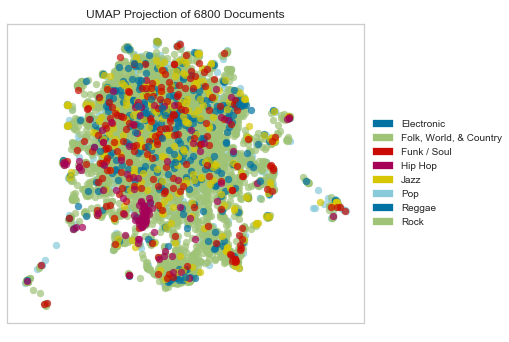 UMAP Projection of 6800 Documents
Electronic
Folk, World, & Country
Funk / Soul
Hip Hop
Jazz
Pop
Reggae
Rock